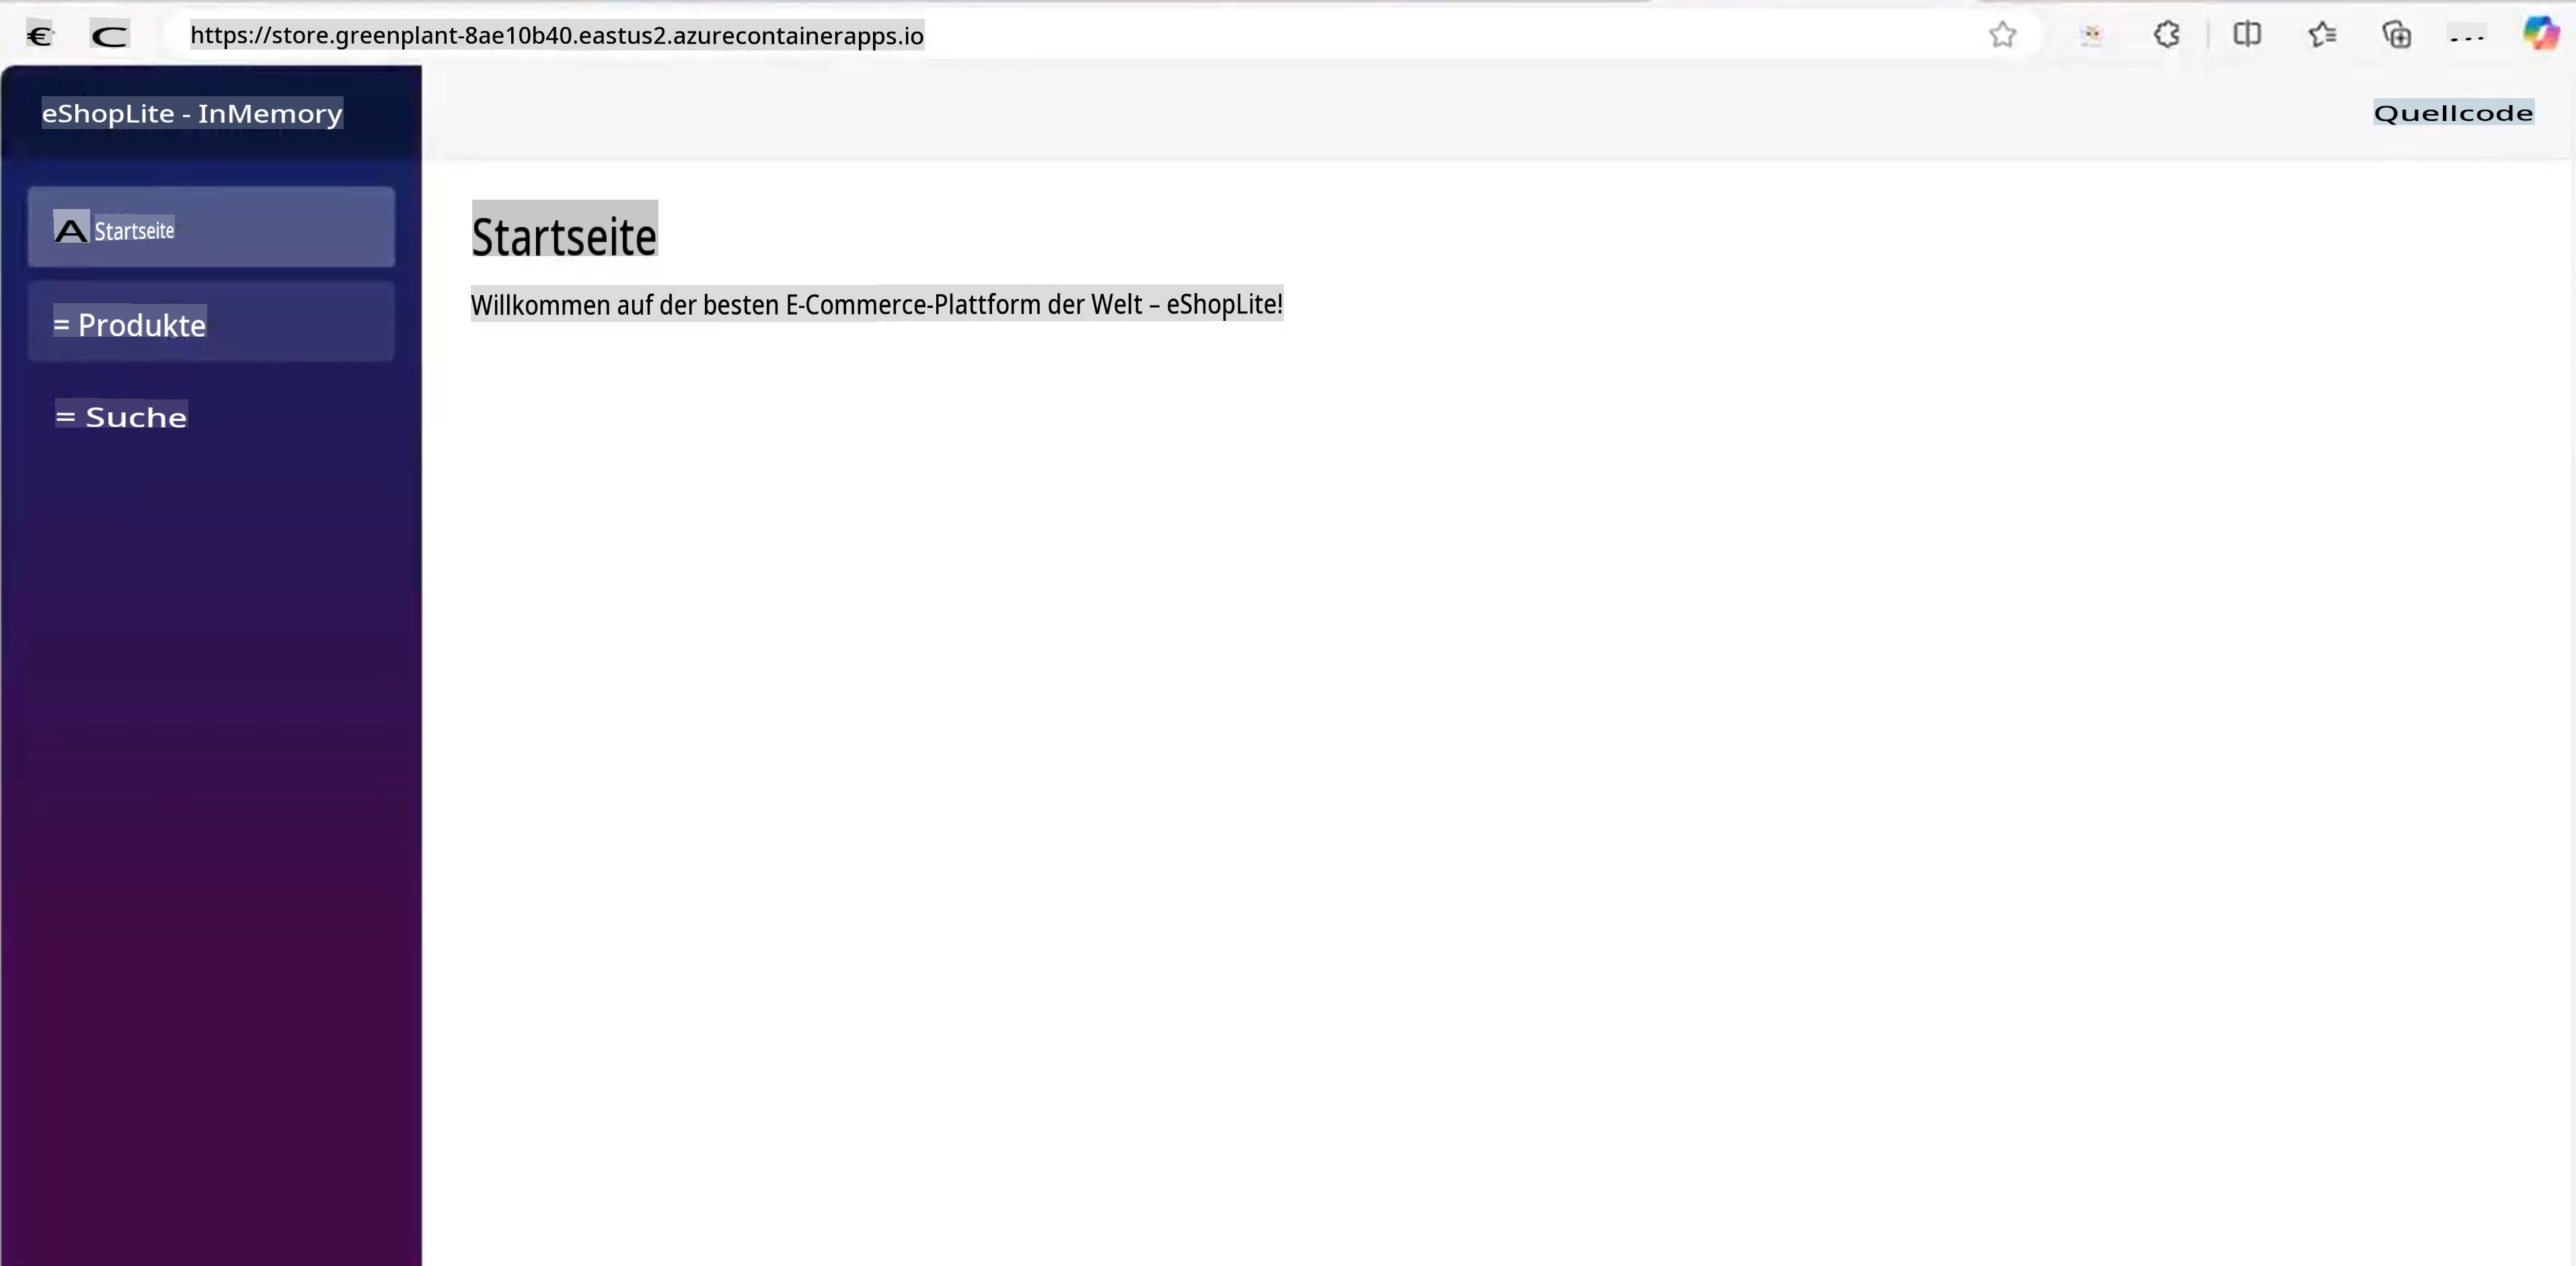 € C https://store.greenplant-8ae10b40.eastus2.azurecontainerapps.io ...
eShopLite - InMemory
Quellcode
A Startseite
= Produkte
= Suche
Startseite
Willkommen auf der besten E-Commerce-Plattform der Welt – eShopLite!